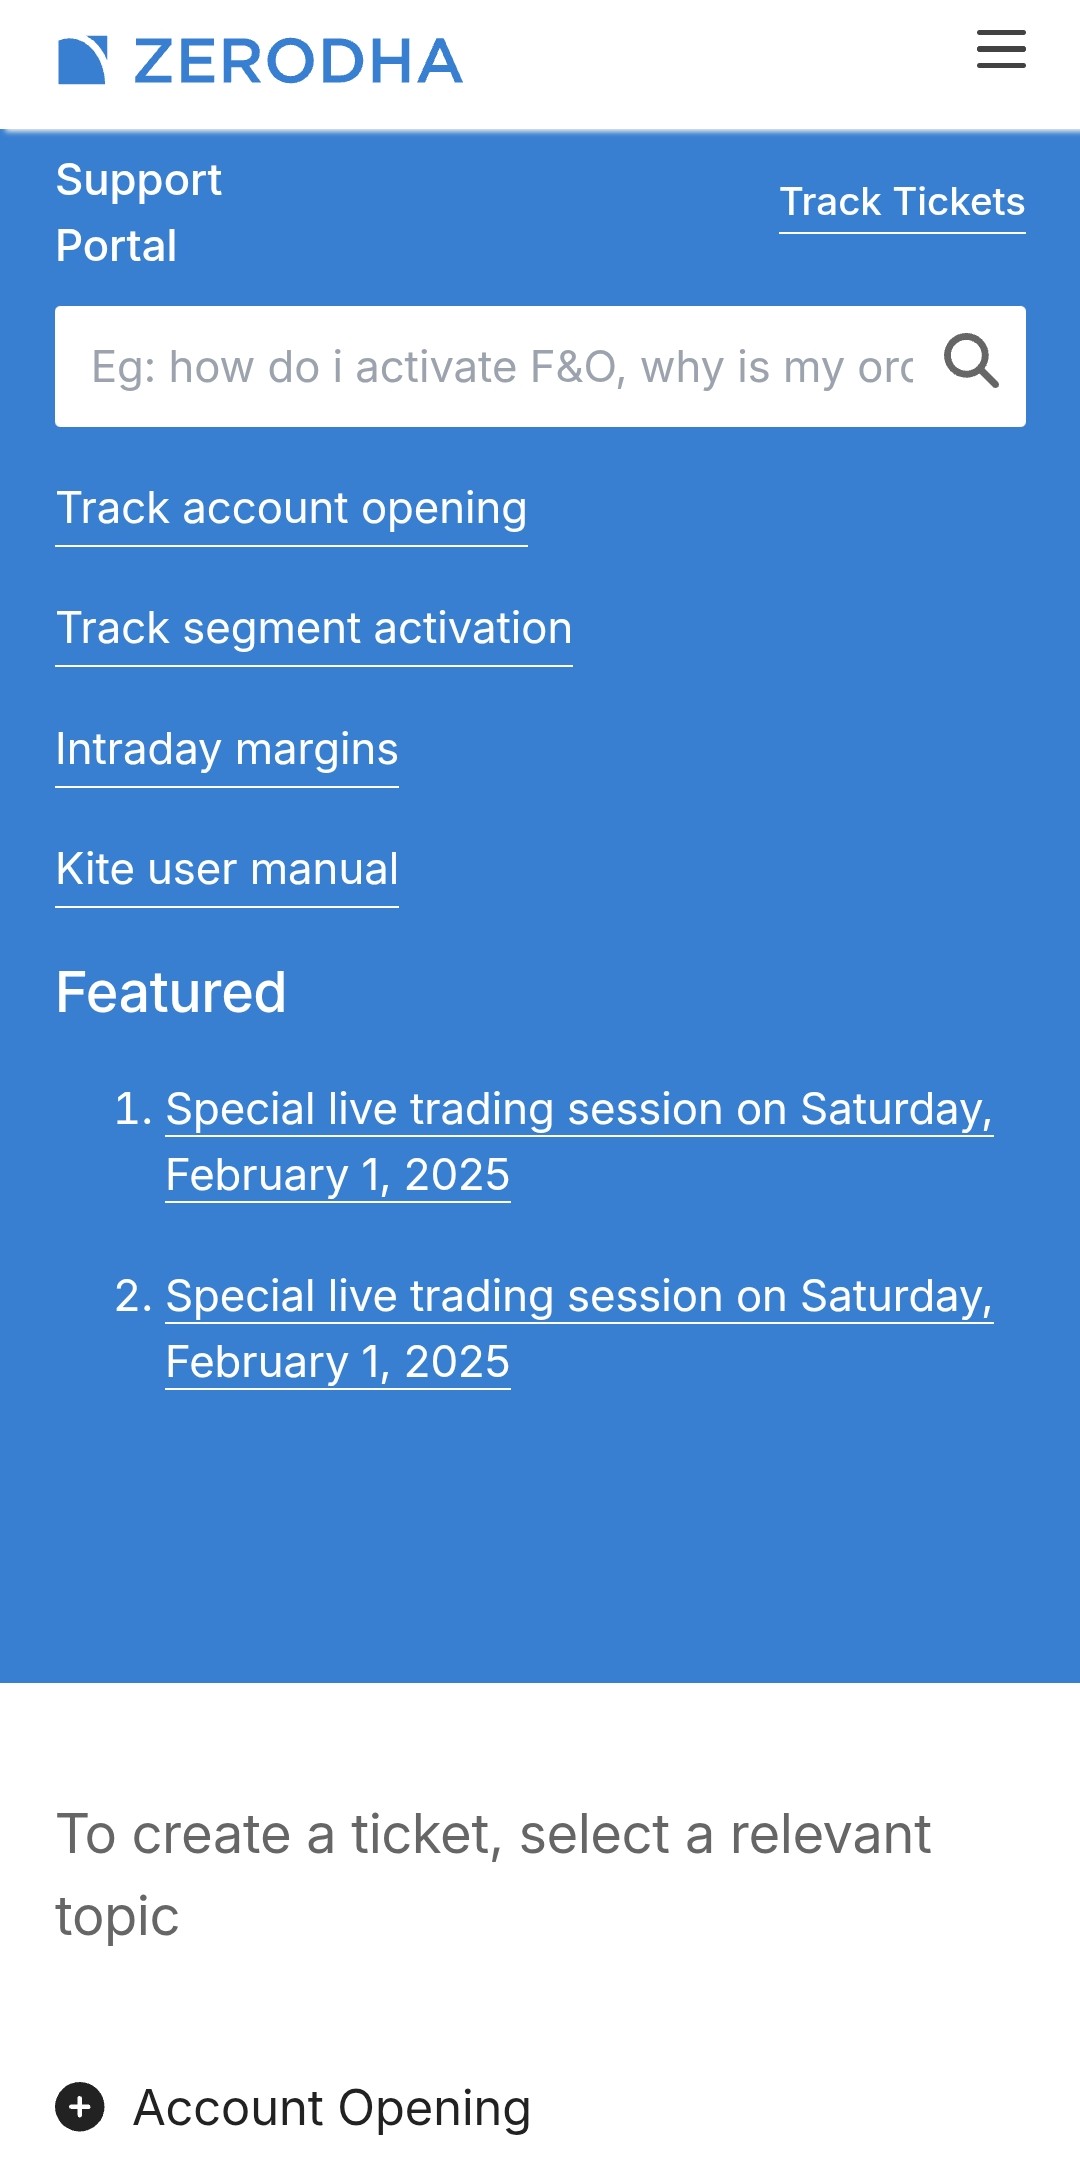 ZERODHA
Support
Portal
Track Tickets
Eg: how do i activate F&O, why is my
Track account opening
Track segment activation
Intraday margins
Kite user manual
Featured
1. Special live trading session on Saturday,
February 1, 2025
2. Special live trading session on Saturday,
February 1, 2025
To create a ticket, select a relevant
topic
Account Opening